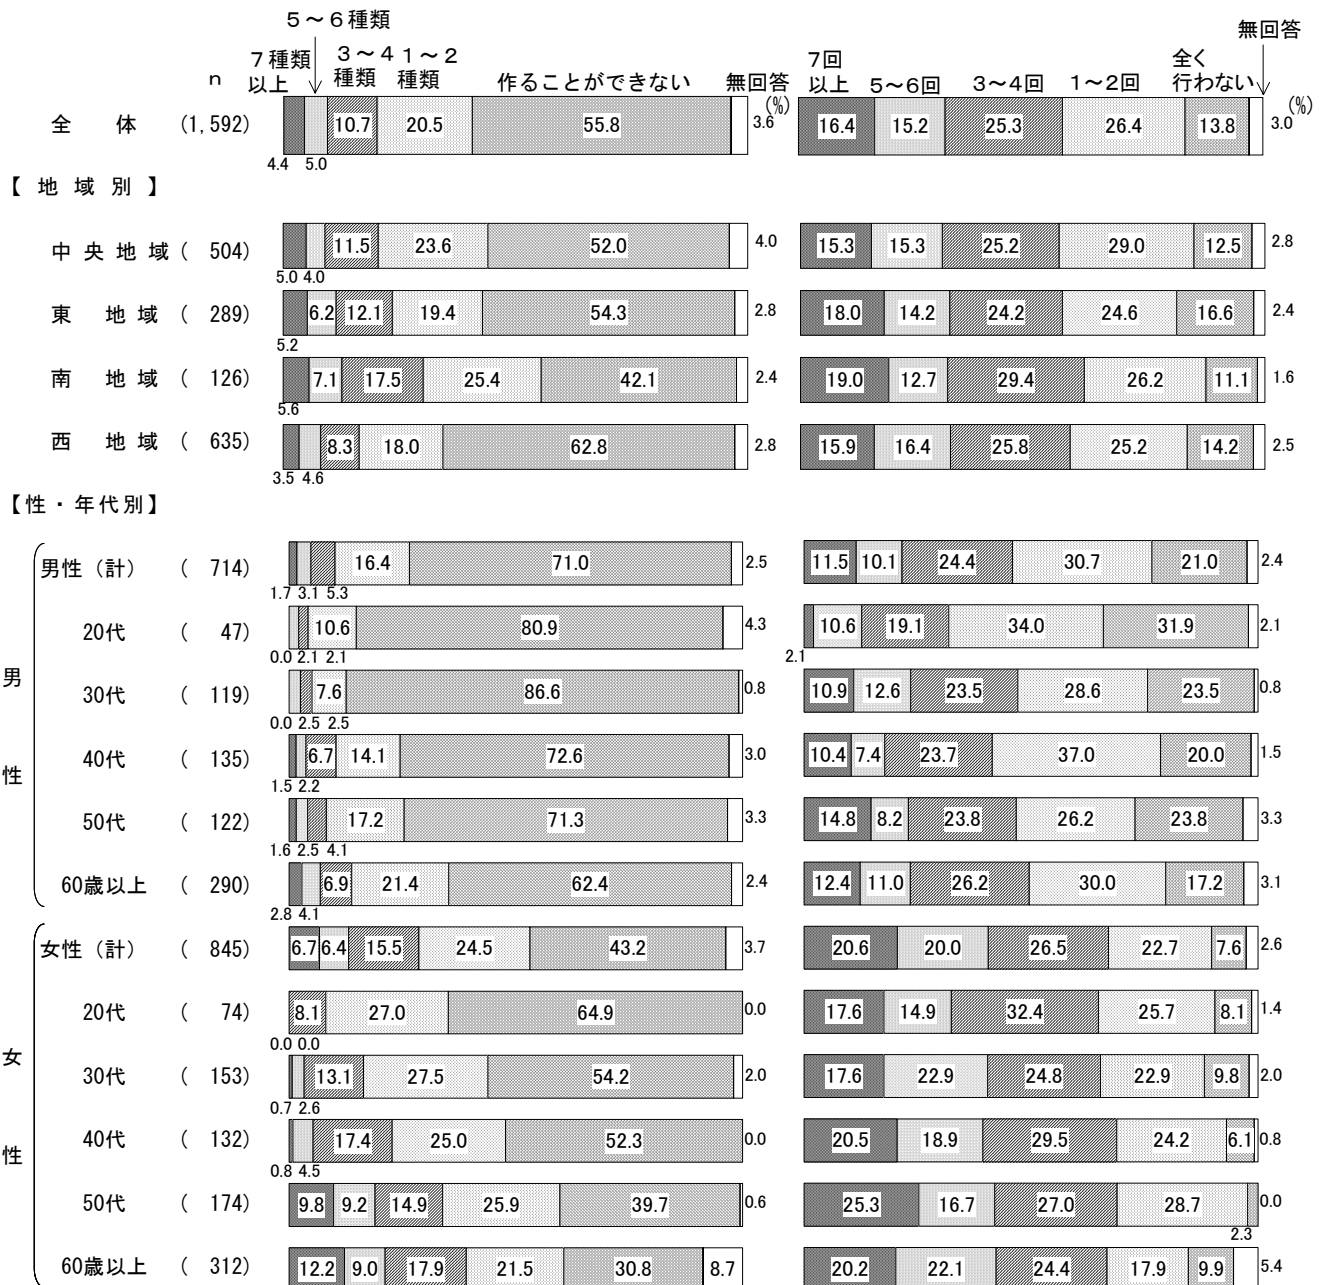 ５～６種類
無回答
７種類 ３～４ １～２ 7回 全く
n 以上 種類 種類 作ることができない 無回答 以上 5～6回 3～4回 1～2回 行わない
(%) (%)
全 体 (1,592) 10.7 20.5 55.8 3.6 16.4 15.2 25.3 26.4 13.8 3.0
4.4 5.0
【 地 域 別 】
中 央 地 域 ( 504) 11.5 23.6 52.0 4.0 15.3 15.3 25.2 29.0 12.5 2.8
5.0 4.0
東 地 域 ( 289) 6.2 12.1 19.4 54.3 2.8 18.0 14.2 24.2 24.6 16.6 2.4
5.2
南 地 域 ( 126) 7.1 17.5 25.4 42.1 2.4 19.0 12.7 29.4 26.2 11.1 1.6
5.6
西 地 域 ( 635) 8.3 18.0 62.8 2.8 15.9 16.4 25.8 25.2 14.2 2.5
3.5 4.6
【性・年代別】
男性（計） ( 714) 16.4 71.0 2.5 11.5 10.1 24.4 30.7 21.0 2.4
1.7 3.1 5.3
20代 ( 47) 10.6 80.9 4.3 10.6 19.1 34.0 31.9 2.1
0.0 2.1 2.1 2.1
男
30代 ( 119) 7.6 86.6 0.8 10.9 12.6 23.5 28.6 23.5 0.8
0.0 2.5 2.5
40代 ( 135) 6.7 14.1 72.6 3.0 10.4 7.4 23.7 37.0 20.0 1.5
性
1.5 2.2
50代 ( 122) 17.2 71.3 3.3 14.8 8.2 23.8 26.2 23.8 3.3
1.6 2.5 4.1
60歳以上 ( 290) 6.9 21.4 62.4 2.4 12.4 11.0 26.2 30.0 17.2 3.1
2.8 4.1
女性（計） ( 845) 6.7 6.4 15.5 24.5 43.2 3.7 20.6 20.0 26.5 22.7 7.6 2.6
20代 ( 74) 8.1 27.0 64.9 0.0 17.6 14.9 32.4 25.7 8.1 1.4
0.0 0.0
女
30代 ( 153) 13.1 27.5 54.2 2.0 17.6 22.9 24.8 22.9 9.8 2.0
0.7 2.6
40代 ( 132) 17.4 25.0 52.3 0.0 20.5 18.9 29.5 24.2 6.1 0.8
性
0.8 4.5
50代 ( 174) 9.8 9.2 14.9 25.9 39.7 0.6 25.3 16.7 27.0 28.7 0.0
2.3
60歳以上 ( 312) 12.2 9.0 17.9 21.5 30.8 8.7 20.2 22.1 24.4 17.9 9.9 5.4